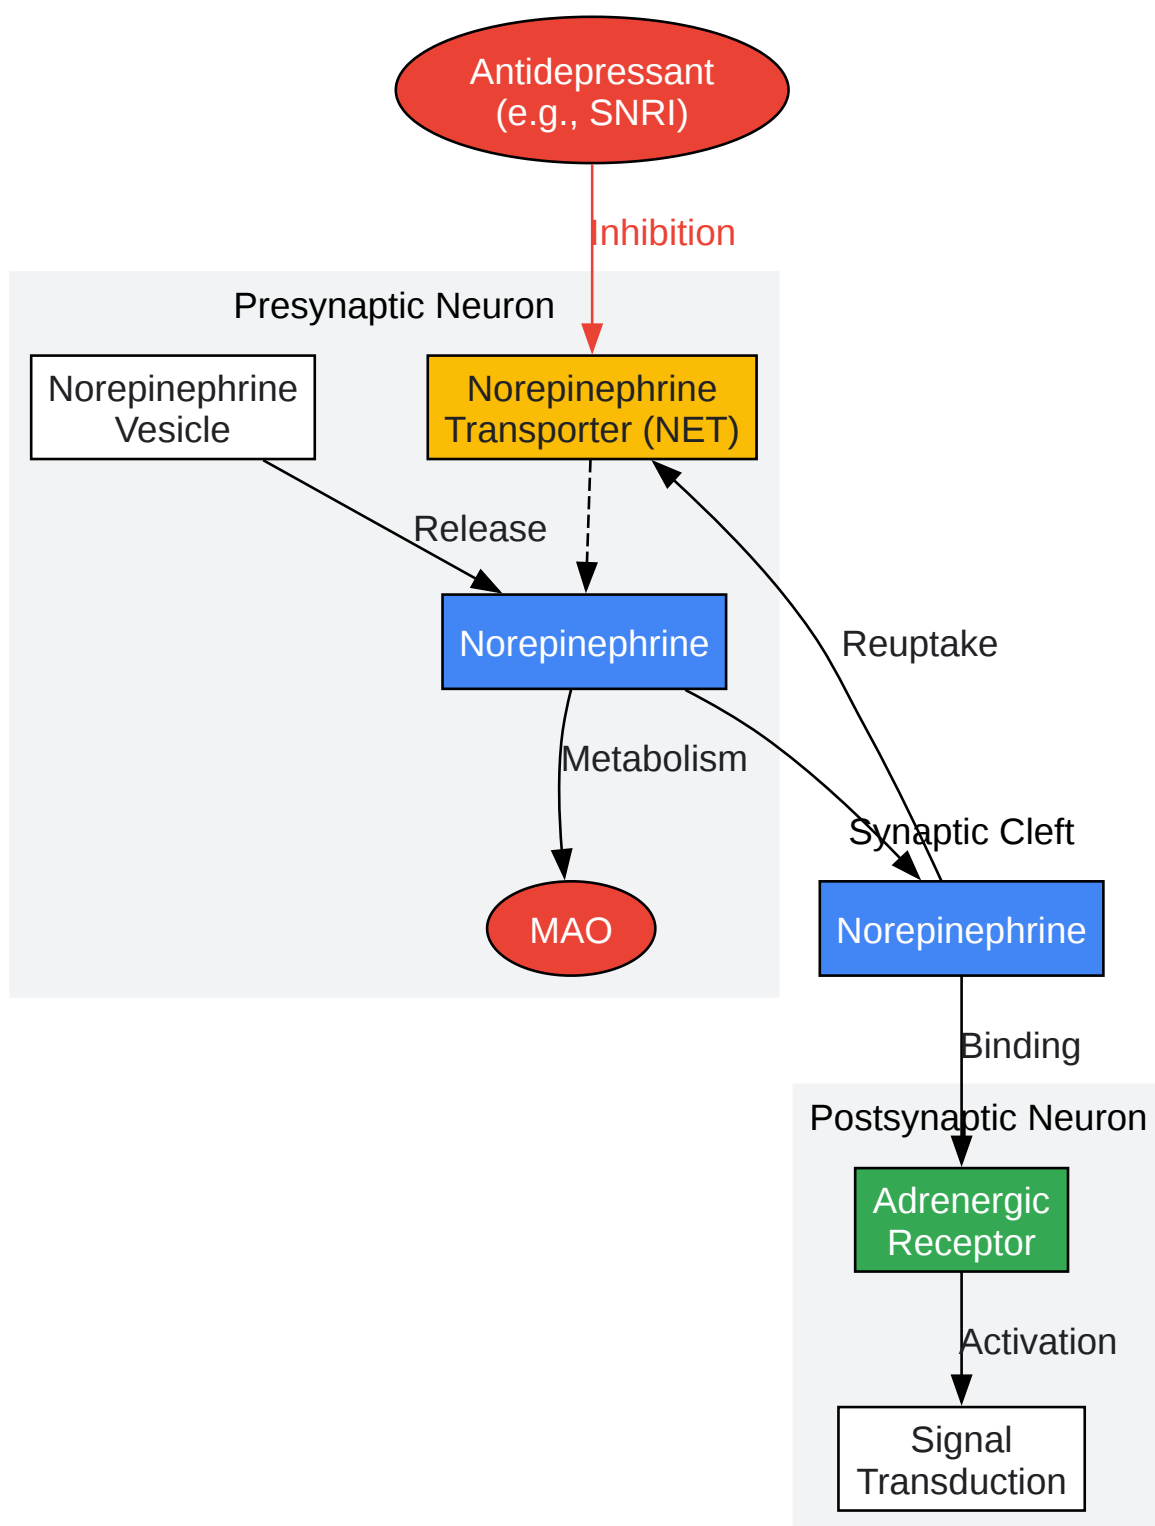 Antidepressant
(e.g., SNRI)
Inhibition
Presynaptic Neuron
Norepinephrine
Vesicle
Norepinephrine
Transporter (NET)
Release
Norepinephrine
Reuptake
Metabolism
Synaptic Cleft
MAO
Norepinephrine
Binding
Postsynaptic Neuron
Adrenergic
Receptor
Activation
Signal
Transduction